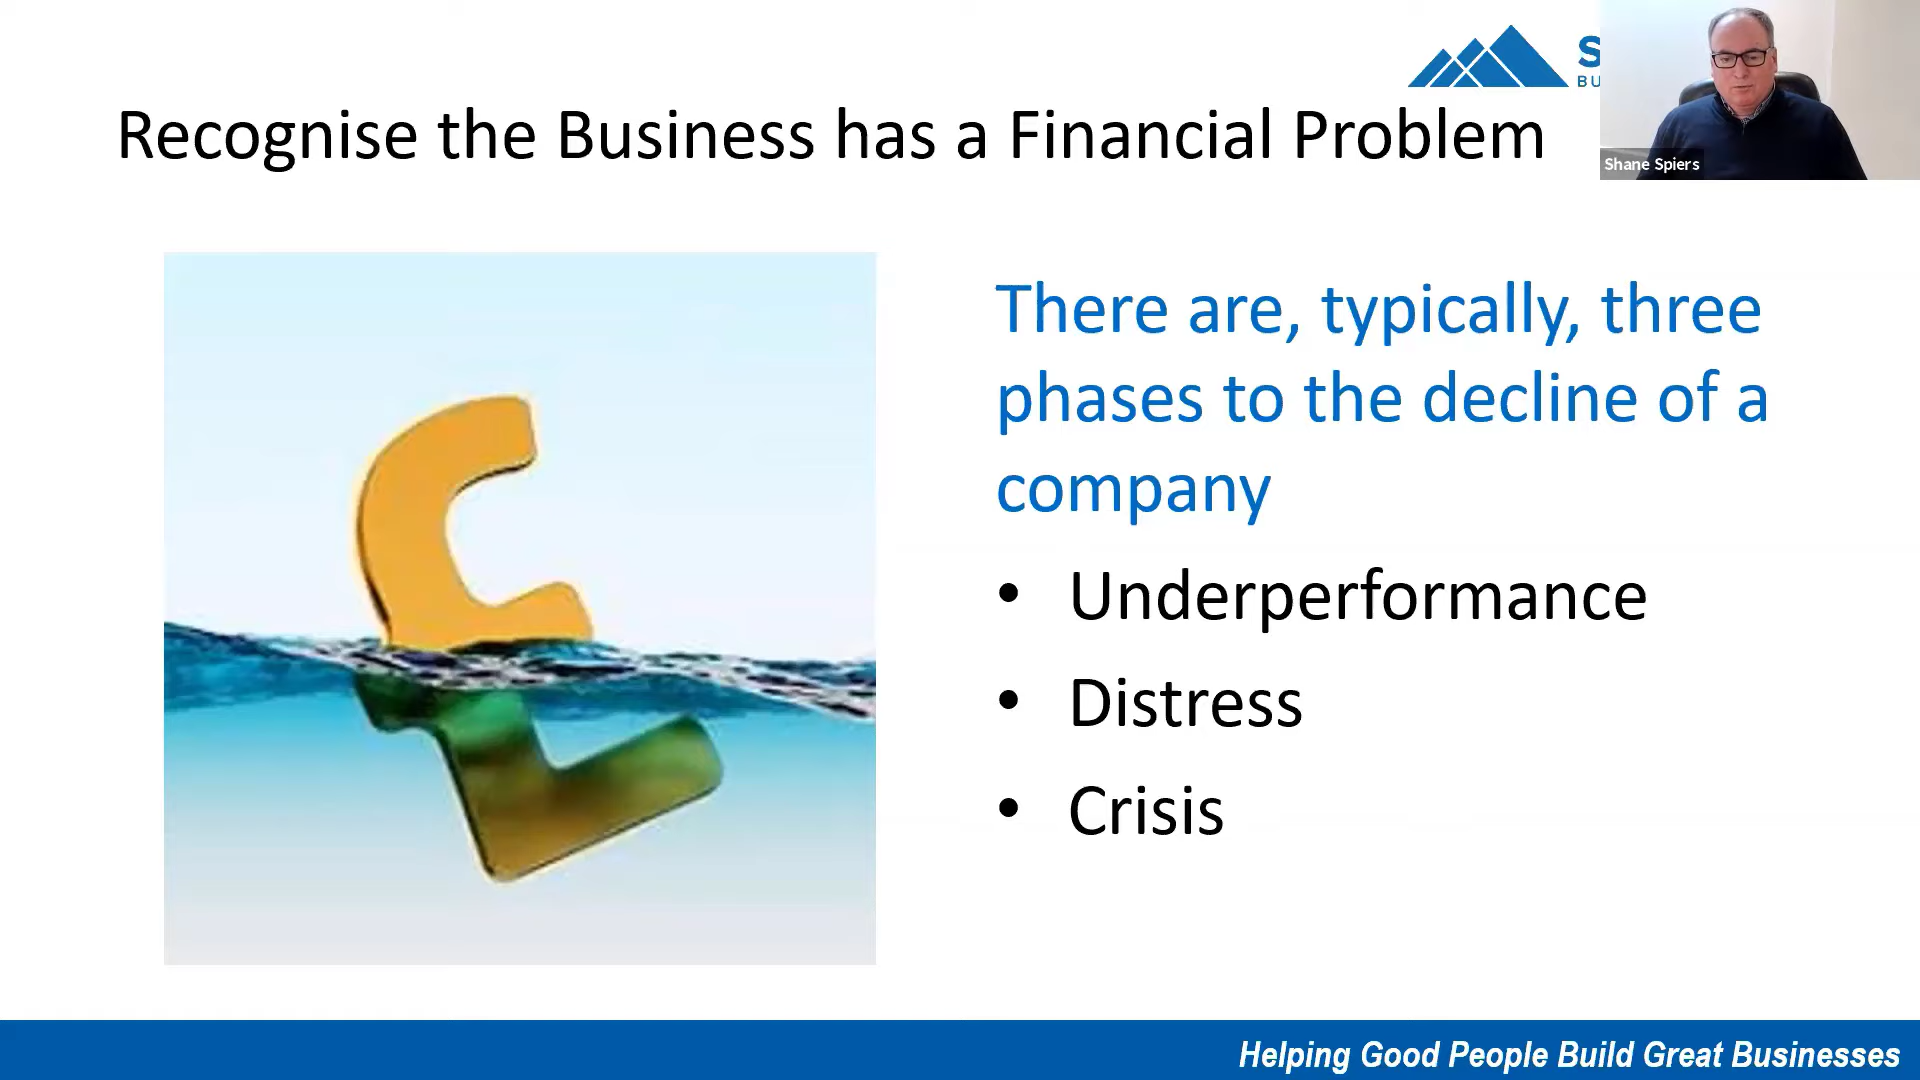 Recognise the Business has a Financial Problem
Shane Spiers
There are, typically, three
phases to the decline of a
company
• Underperformance
• Distress
• Crisis
Helping Good People Build Great Businesses